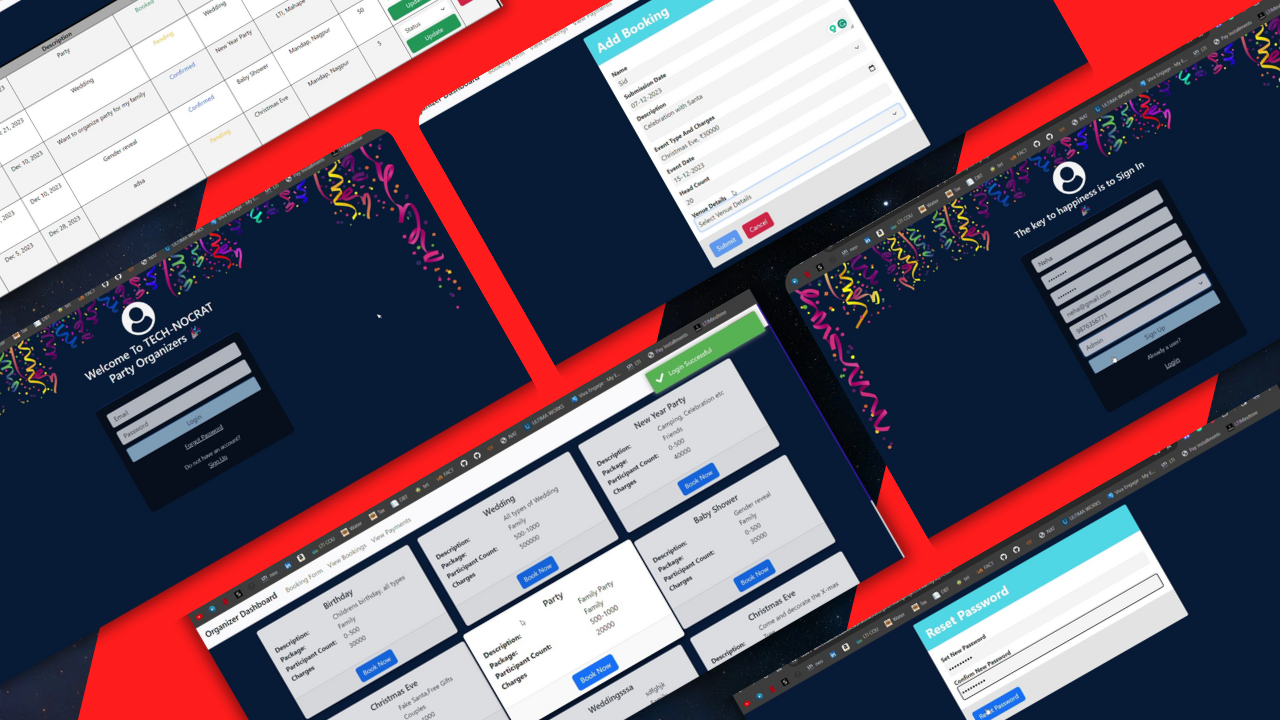 Description
Party
Booked
Wedding
LTI, Mahape
50
Update
Wedding
Pending
New Year Party
Mandap, Nagpur
5
Status
Update
21, 2023
Want to organize party for my family
Confirmed
Baby Shower
Mandap, Nagpur
Dec 10, 2023
Gender reveal
Confirmed
Christmas Eve
Dec 10, 2023
adsa
Pending
Dec 5, 2023
Dec 28, 2023
Add Booking
Name
Sid
Submission Date
07-12-2023
Description
Celebration with Santa
Event Type And Charges
Christmas Eve, ₹30000
Event Date
15-12-2023
Head Count
20
Venue Details
Select Venue Details
Submit
Cancel
Welcome To TECH-NOCRAT
Party Organizers 🎉
Email
Password
Login
Forgot Password
Do not have an account?
Sign Up
The key to happiness is to Sign In
🎉
Neha
••••••••
••••••••
neha@gmail.com
9876356771
Admin
Sign Up
Already a user?
Login
Login Successful
Organizer Dashboard
Booking Form
View Bookings
View Payments
Birthday
Description: Childrens birthday, all types
Package: Family
Participant Count: 0-500
Charges 30000
Book Now
Wedding
Description: All types of Wedding
Package: Family
Participant Count: 500-1000
Charges 500000
Book Now
New Year Party
Description: Camping, Celebration etc
Package: Friends
Participant Count: 0-500
Charges 40000
Book Now
Christmas Eve
Fake Santa,Free Gifts
Couples
Party
Description: Family Party
Package: Family
Participant Count: 500-1000
Charges 20000
Book Now
Baby Shower
Description: Gender reveal
Package: Family
Participant Count: 0-500
Charges 30000
Book Now
Weddingsssa
sdfghjk
Christmas Eve
Description: Come and decorate the X-mas
Reset Password
Set New Password
•••••••••
Confirm New Password
•••••••••
Reset Password